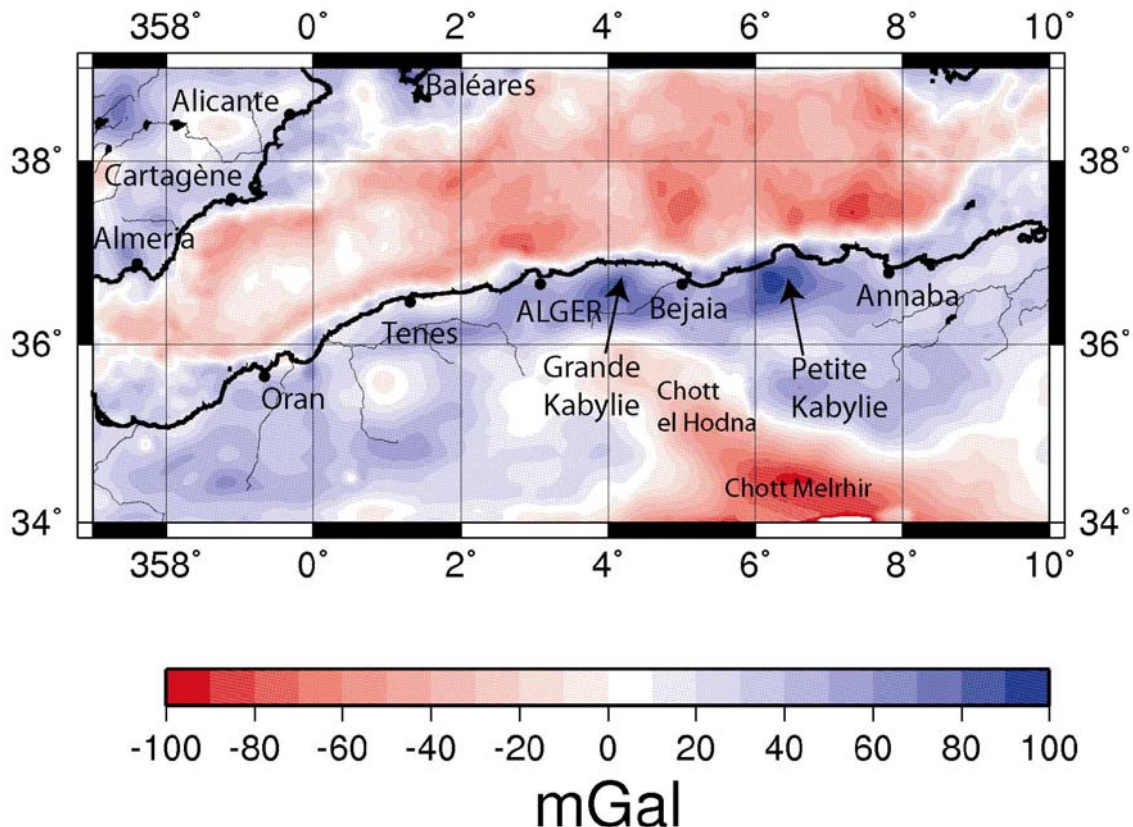 358˚ 0˚ 2˚ 4˚ 6˚ 8˚ 10˚
Alicante
Baléares
38˚ 38˚
Cartagène
Almeria
ALGER
Bejaia
Annaba
Tenes
36˚ 36˚
Grande
Kabylie
Petite
Kabylie
Chott
el Hodna
Oran
Chott Melrhir
34˚ 34˚
358˚ 0˚ 2˚ 4˚ 6˚ 8˚ 10˚
-100 -80 -60 -40 -20 0 20 40 60 80 100
mGal